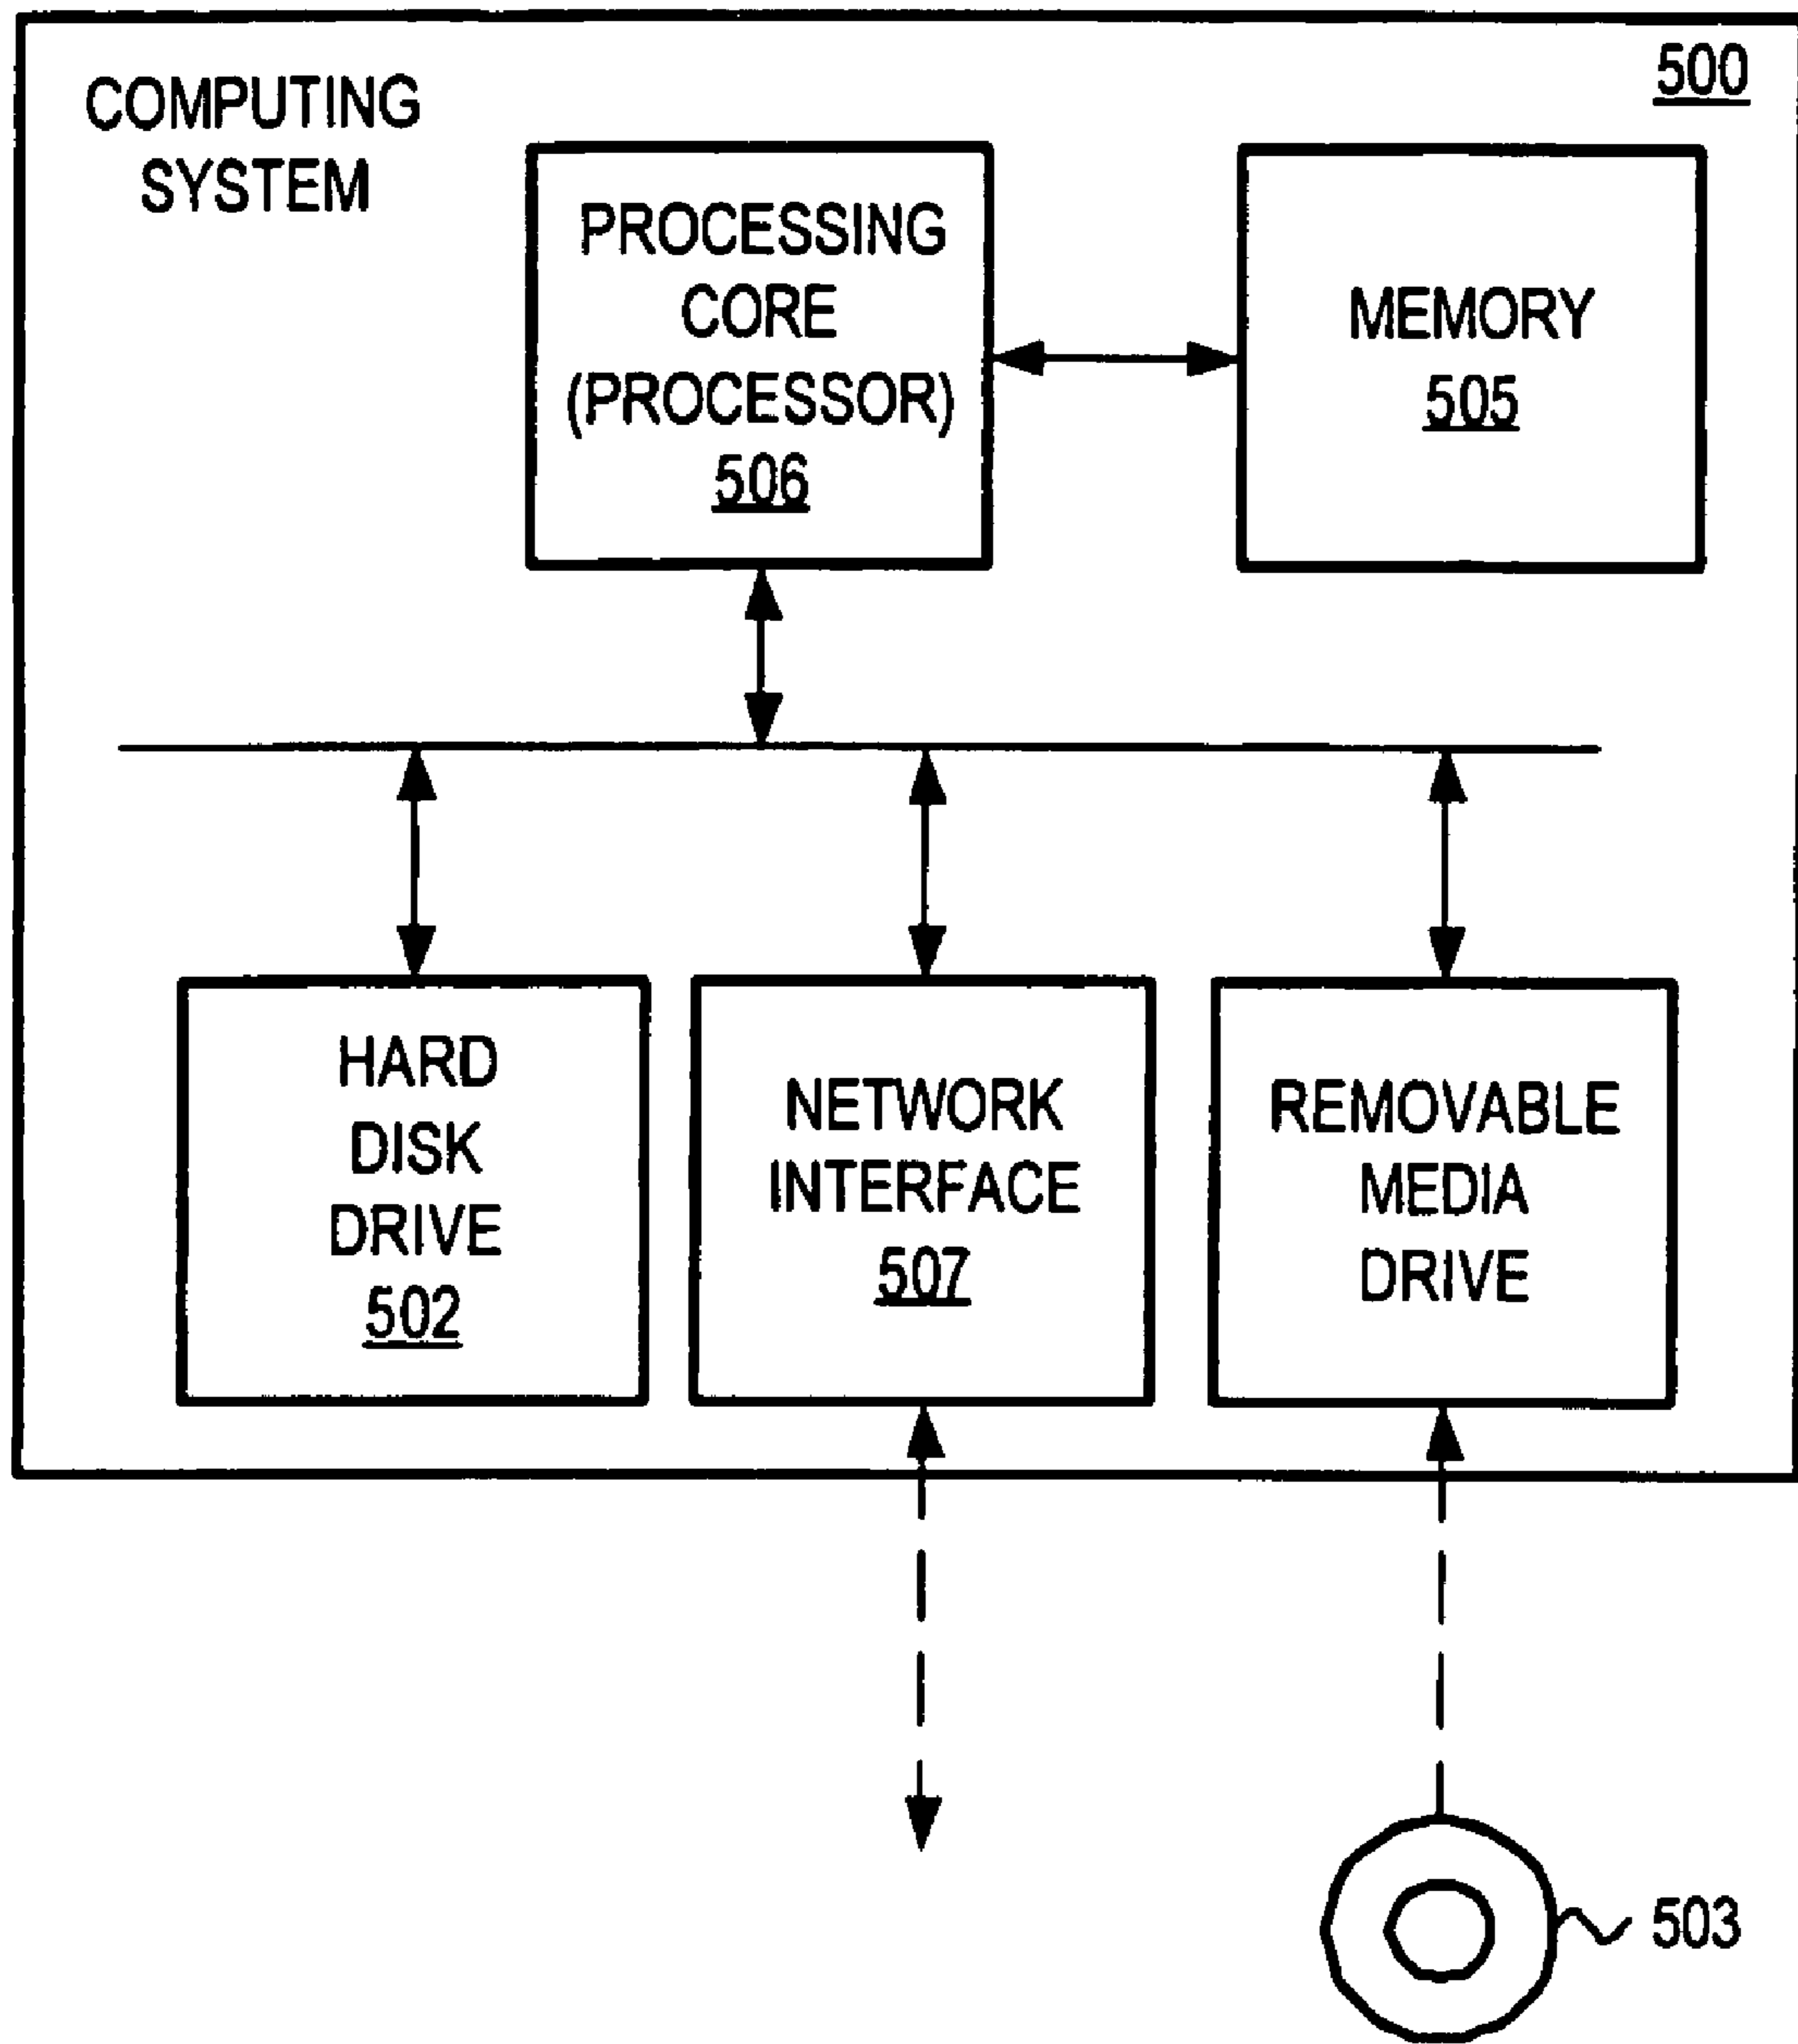 COMPUTING
SYSTEM
500
PROCESSING
CORE
(PROCESSOR)
506
MEMORY
505
HARD
DISK
DRIVE
502
NETWORK
INTERFACE
507
REMOVABLE
MEDIA
DRIVE
503